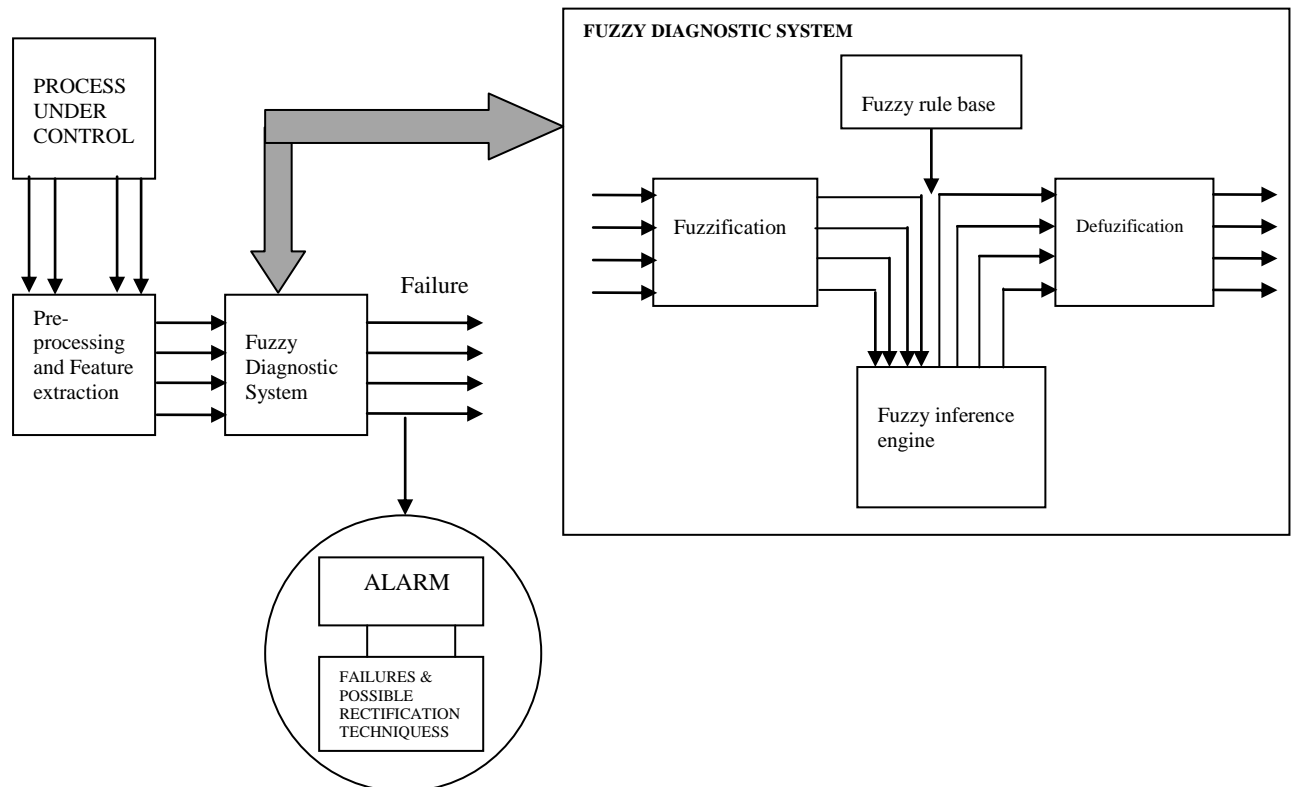 FUZZY DIAGNOSTIC SYSTEM
PROCESS
UNDER
CONTROL
Fuzzy rule base
Fuzzification
Defuzification
Failure
Pre-
processing
and Feature
extraction
Fuzzy
Diagnostic
System
Fuzzy inference
engine
ALARM
FAILURES &
POSSIBLE
RECTIFICATION
TECHNIQUESS